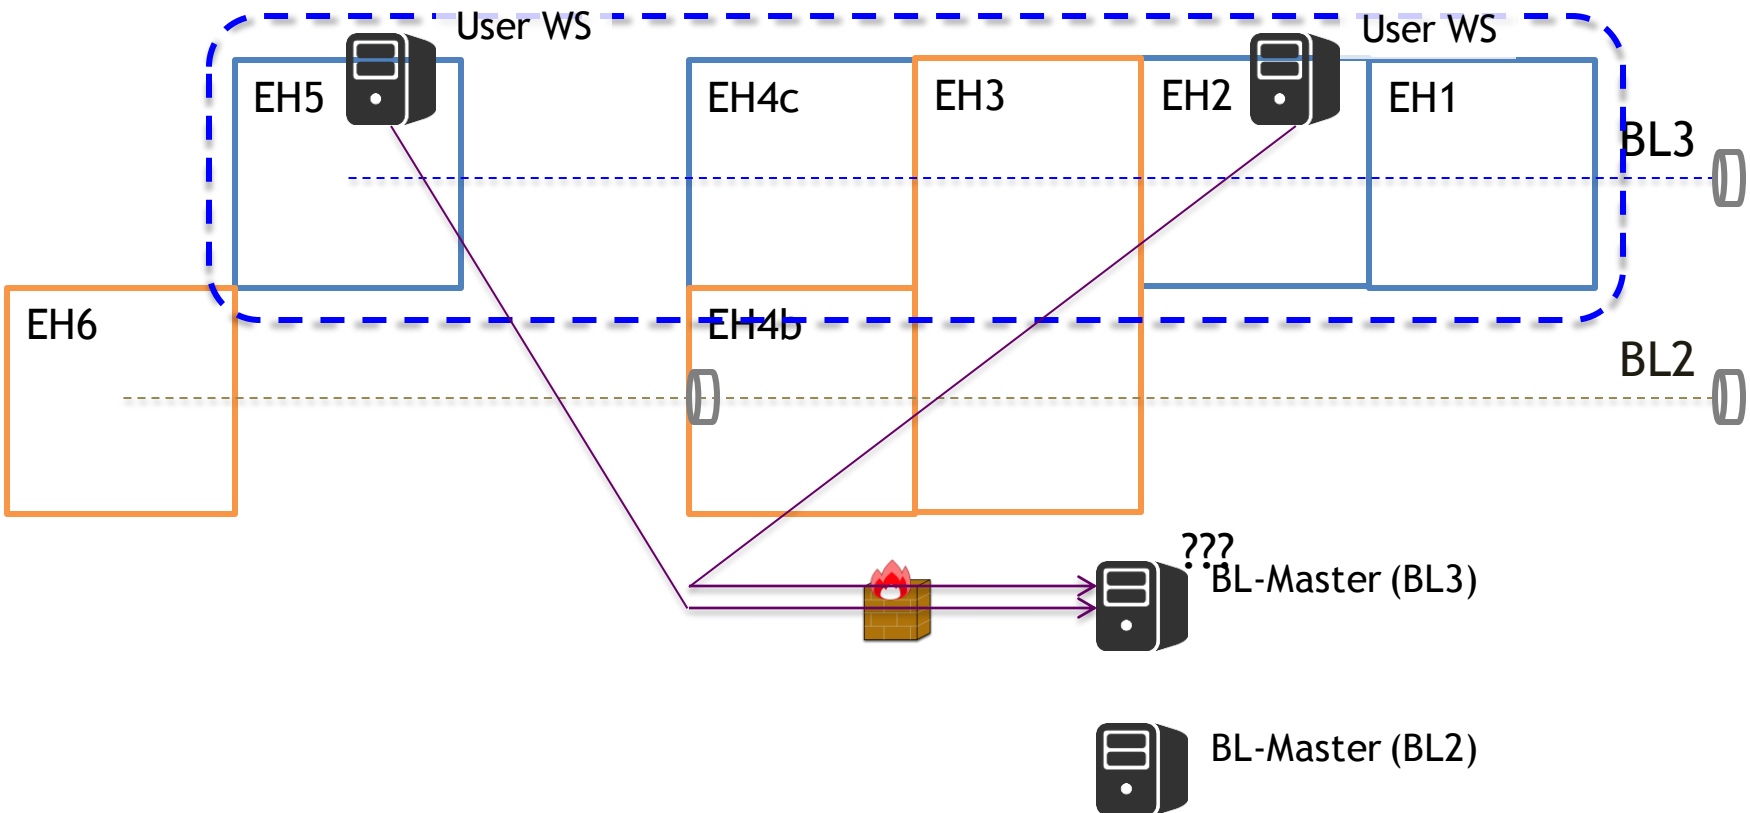 User WS
User WS
EH5
EH4c
EH3
EH2
EH1
BL3
EH6
EH4b
BL2
???
BL-Master (BL3)
BL-Master (BL2)